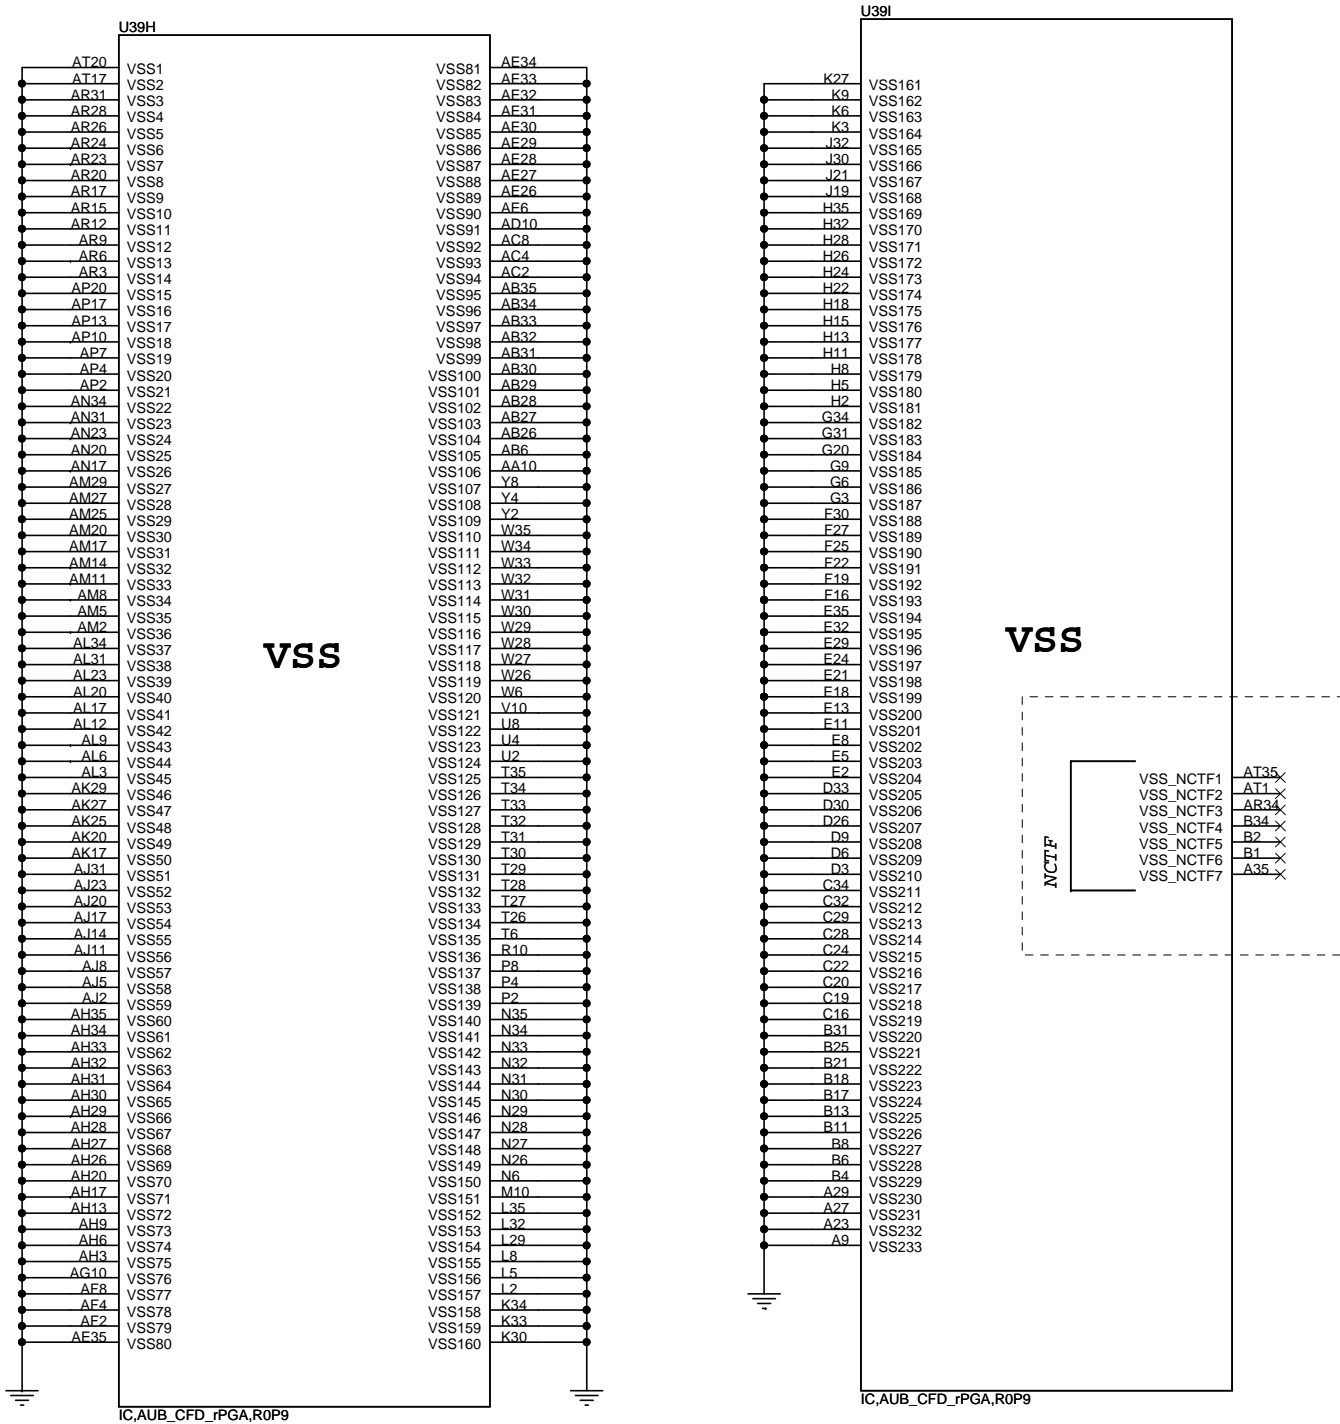 U39H
AT20 VSS1
AT17 VSS2
AR31 VSS3
AR28 VSS4
AR26 VSS5
AR24 VSS6
AR23 VSS7
AR20 VSS8
AR17 VSS9
AR15 VSS10
AR12 VSS11
AR9 VSS12
AR6 VSS13
AR3 VSS14
AP20 VSS15
AP17 VSS16
AP13 VSS17
AP10 VSS18
AP7 VSS19
AP4 VSS20
AP2 VSS21
AN34 VSS22
AN31 VSS23
AN23 VSS24
AN20 VSS25
AN17 VSS26
AM29 VSS27
AM27 VSS28
AM25 VSS29
AM20 VSS30
AM17 VSS31
AM14 VSS32
AM11 VSS33
AM8 VSS34
AM5 VSS35
AM2 VSS36
AL34 VSS37
AL31 VSS38
AL23 VSS39
AL20 VSS40
AL17 VSS41
AL12 VSS42
AL9 VSS43
AL6 VSS44
AL3 VSS45
AK29 VSS46
AK27 VSS47
AK25 VSS48
AK20 VSS49
AK17 VSS50
AJ31 VSS51
AJ23 VSS52
AJ20 VSS53
AJ17 VSS54
AJ14 VSS55
AJ11 VSS56
AJ8 VSS57
AJ5 VSS58
AJ2 VSS59
AH35 VSS60
AH34 VSS61
AH33 VSS62
AH32 VSS63
AH31 VSS64
AH30 VSS65
AH29 VSS66
AH28 VSS67
AH27 VSS68
AH26 VSS69
AH20 VSS70
AH17 VSS71
AH13 VSS72
AH9 VSS73
AH6 VSS74
AH3 VSS75
AG10 VSS76
AF8 VSS77
AF4 VSS78
AF2 VSS79
AE35 VSS80
VSS
VSS81 AE34
VSS82 AE33
VSS83 AE32
VSS84 AE31
VSS85 AE30
VSS86 AE29
VSS87 AE28
VSS88 AE27
VSS89 AE26
VSS90 AE6
VSS91 AD10
VSS92 AC8
VSS93 AC4
VSS94 AC2
VSS95 AB35
VSS96 AB34
VSS97 AB33
VSS98 AB32
VSS99 AB31
VSS100 AB30
VSS101 AB29
VSS102 AB28
VSS103 AB27
VSS104 AB26
VSS105 AB6
VSS106 AA10
VSS107 Y8
VSS108 Y4
VSS109 Y2
VSS110 W35
VSS111 W34
VSS112 W33
VSS113 W32
VSS114 W31
VSS115 W30
VSS116 W29
VSS117 W28
VSS118 W27
VSS119 W26
VSS120 W6
VSS121 V10
VSS122 U8
VSS123 U4
VSS124 U2
VSS125 T35
VSS126 T34
VSS127 T33
VSS128 T32
VSS129 T31
VSS130 T30
VSS131 T29
VSS132 T28
VSS133 T27
VSS134 T26
VSS135 T6
VSS136 R10
VSS137 P8
VSS138 P4
VSS139 P2
VSS140 N35
VSS141 N34
VSS142 N33
VSS143 N32
VSS144 N31
VSS145 N30
VSS146 N29
VSS147 N28
VSS148 N27
VSS149 N26
VSS150 N6
VSS151 M10
VSS152 L35
VSS153 L32
VSS154 L29
VSS155 L8
VSS156 L5
VSS157 L2
VSS158 K34
VSS159 K33
VSS160 K30
IC,AUB_CFD_rPGA,R0P9
U39I
K27 VSS161
K9 VSS162
K6 VSS163
K3 VSS164
J32 VSS165
J30 VSS166
J21 VSS167
J19 VSS168
H35 VSS169
H32 VSS170
H28 VSS171
H26 VSS172
H24 VSS173
H22 VSS174
H18 VSS175
H15 VSS176
H13 VSS177
H11 VSS178
H8 VSS179
H5 VSS180
H2 VSS181
G34 VSS182
G31 VSS183
G20 VSS184
G9 VSS185
G6 VSS186
G3 VSS187
F30 VSS188
F27 VSS189
F25 VSS190
F22 VSS191
F19 VSS192
F16 VSS193
E35 VSS194
E32 VSS195
E29 VSS196
E24 VSS197
E21 VSS198
E18 VSS199
E13 VSS200
E11 VSS201
E8 VSS202
E5 VSS203
E2 VSS204
D33 VSS205
D30 VSS206
D26 VSS207
D9 VSS208
D6 VSS209
D3 VSS210
C34 VSS211
C32 VSS212
C29 VSS213
C28 VSS214
C24 VSS215
C22 VSS216
C20 VSS217
C19 VSS218
C16 VSS219
B31 VSS220
B25 VSS221
B21 VSS222
B18 VSS223
B17 VSS224
B13 VSS225
B11 VSS226
B8 VSS227
B6 VSS228
B4 VSS229
A29 VSS230
A27 VSS231
A23 VSS232
A9 VSS233
VSS
NCTF
VSS_NCTF1 AT35
VSS_NCTF2 AT1
VSS_NCTF3 AR34
VSS_NCTF4 B34
VSS_NCTF5 B2
VSS_NCTF6 B1
VSS_NCTF7 A35
IC,AUB_CFD_rPGA,R0P9